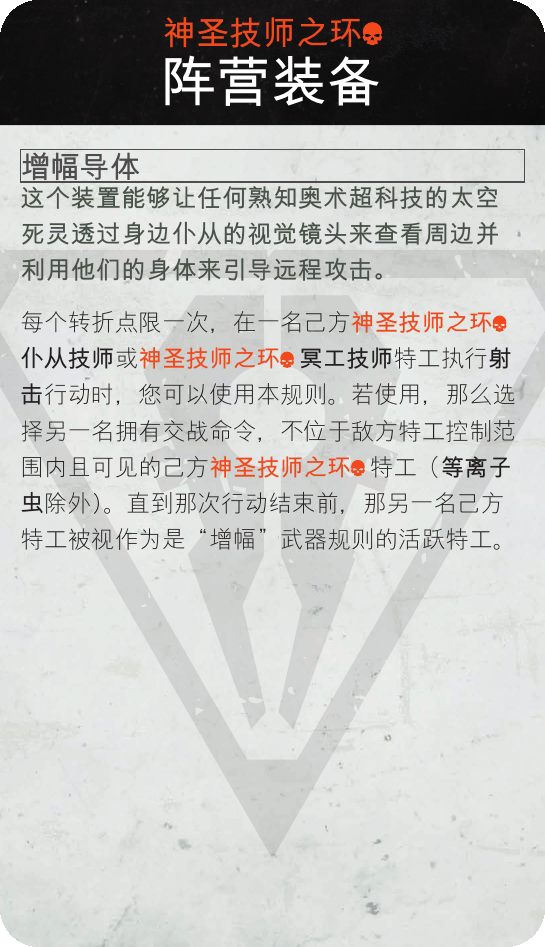 神圣技师之环
阵营装备
增幅导体
这个装置能够让任何熟知奥术超科技的太空
死灵透过身边仆从的视觉镜头来查看周边并
利用他们的身体来引导远程攻击。
每个转折点限一次，在一名己方神圣技师之环
仆从技师或神圣技师之环 冥工技师特工执行射
击行动时，您可以使用本规则。若使用，那么选
择另一名拥有交战命令，不位于敌方特工控制范
围内且可见的己方神圣技师之环 特工（等离子
虫除外）。直到那次行动结束前，那另一名己方
特工被视作为是“增幅”武器规则的活跃特工。